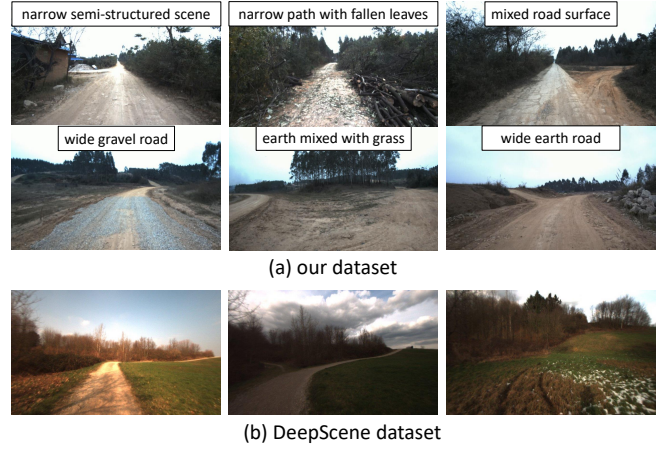 narrow semi-structured scene
narrow path with fallen leaves
mixed road surface
wide gravel road
earth mixed with grass
wide earth road
(a) our dataset
(b) DeepScene dataset